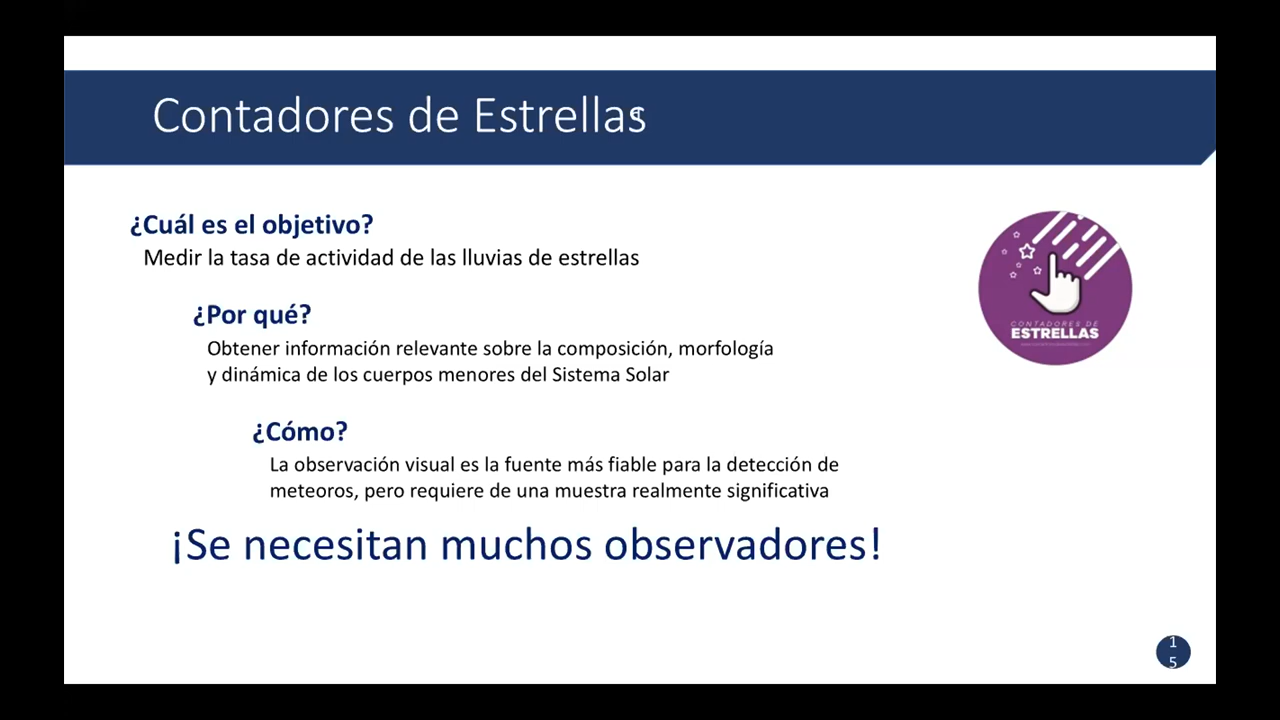 Contadores de Estrellas
¿Cuál es el objetivo?
Medir la tasa de actividad de las lluvias de estrellas
¿Por qué?
Obtener información relevante sobre la composición, morfología
y dinámica de los cuerpos menores del Sistema Solar
¿Cómo?
La observación visual es la fuente más fiable para la detección de
meteoros, pero requiere de una muestra realmente significativa
¡Se necesitan muchos observadores!
CONTADORES DE
ESTRELLAS
1
5